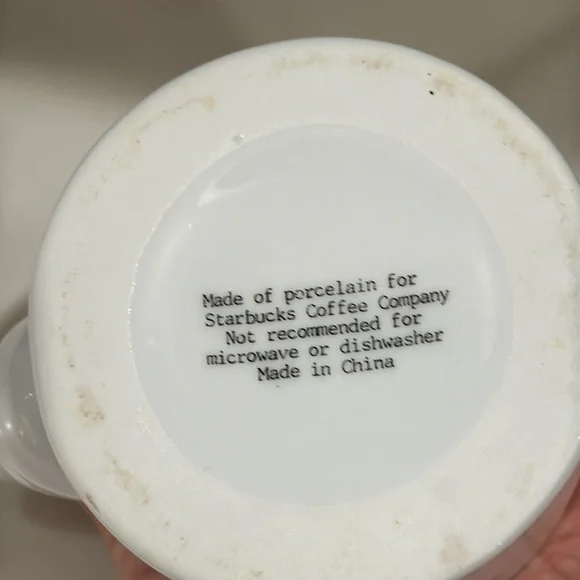 Made of porcelain for
Starbucks Coffee Company
Not recommended for
microwave or dishwasher
Made in China